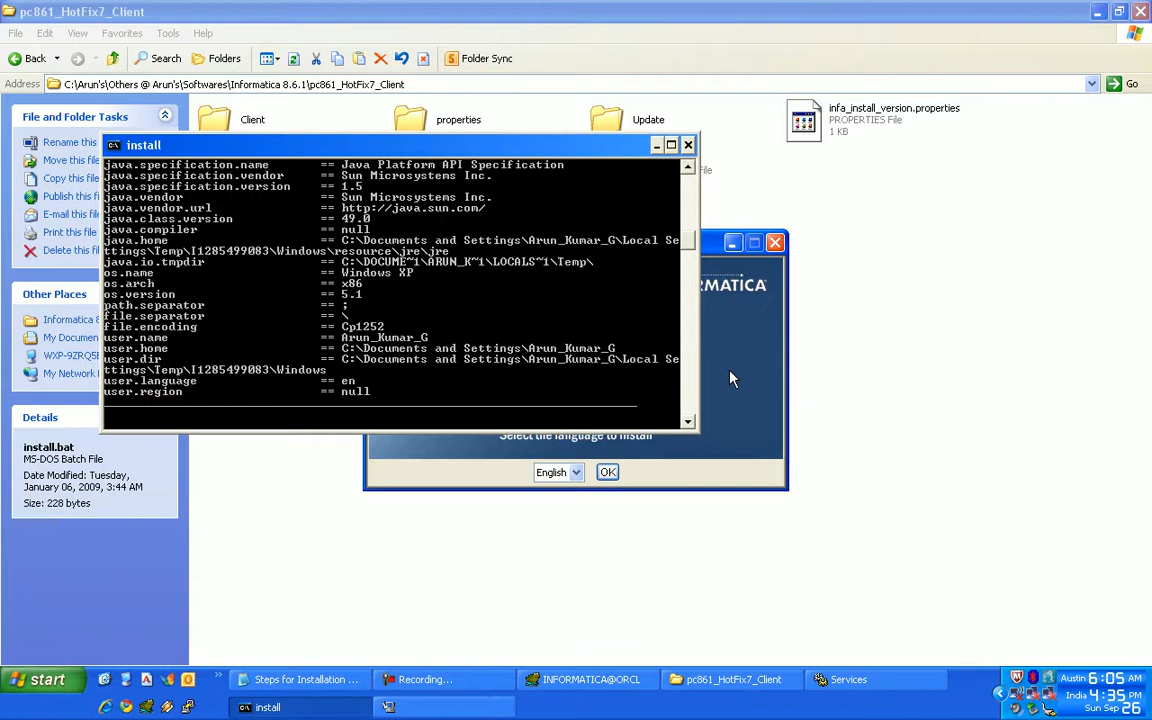 pc861_HotFix7_Client
File Edit View Favorites Tools Help
Back Search Folders Folder Sync
Address C:\Arun's\Others @ Arun's\Softwares\Informatica 8.6.1\pc861_HotFix7_Client Go
File and Folder Tasks
Rename this
Move this
Copy this
Publish this
E-mail this
Print this
Delete this
Other Places
Informatica 8
My Documen
My Network
Details
install.bat
MS-DOS Batch File
Date Modified: Tuesday,
January 06, 2009, 3:44 AM
Size: 228 bytes
Client
properties
Update
infa_install_version.properties
PROPERTIES File
1 KB
install
java.specification.name == Java Platform API Specification
java.specification.vendor == Sun Microsystems Inc.
java.specification.version == 1.5
java.vendor == Sun Microsystems Inc.
java.vendor.url == http://java.sun.com/
java.class.version == 49.0
java.compiler == null
java.home == C:\Documents and Settings\Arun_Kumar_G\Local Se
ttings\Temp\I1285499083\Windows\resource\jre\jre
java.io.tmpdir == C:\DOCUME~1\ARUN_K~1\LOCALS~1\Temp\
os.name == Windows XP
os.arch == x86
os.version == 5.1
path.separator == ;
file.separator == \
file.encoding == Cp1252
user.name == Arun_Kumar_G
user.home == C:\Documents and Settings\Arun_Kumar_G
user.dir == C:\Documents and Settings\Arun_Kumar_G\Local Se
ttings\Temp\I1285499083\Windows
user.language == en
user.region == null
RMATICA
Select the language to install
English OK
start
Steps for Installation ...
Recording...
INFORMATICA@ORCL
pc861_HotFix7_Client
Services
install
Austin 6:05 AM
India 4:35 PM
Sun Sep 26